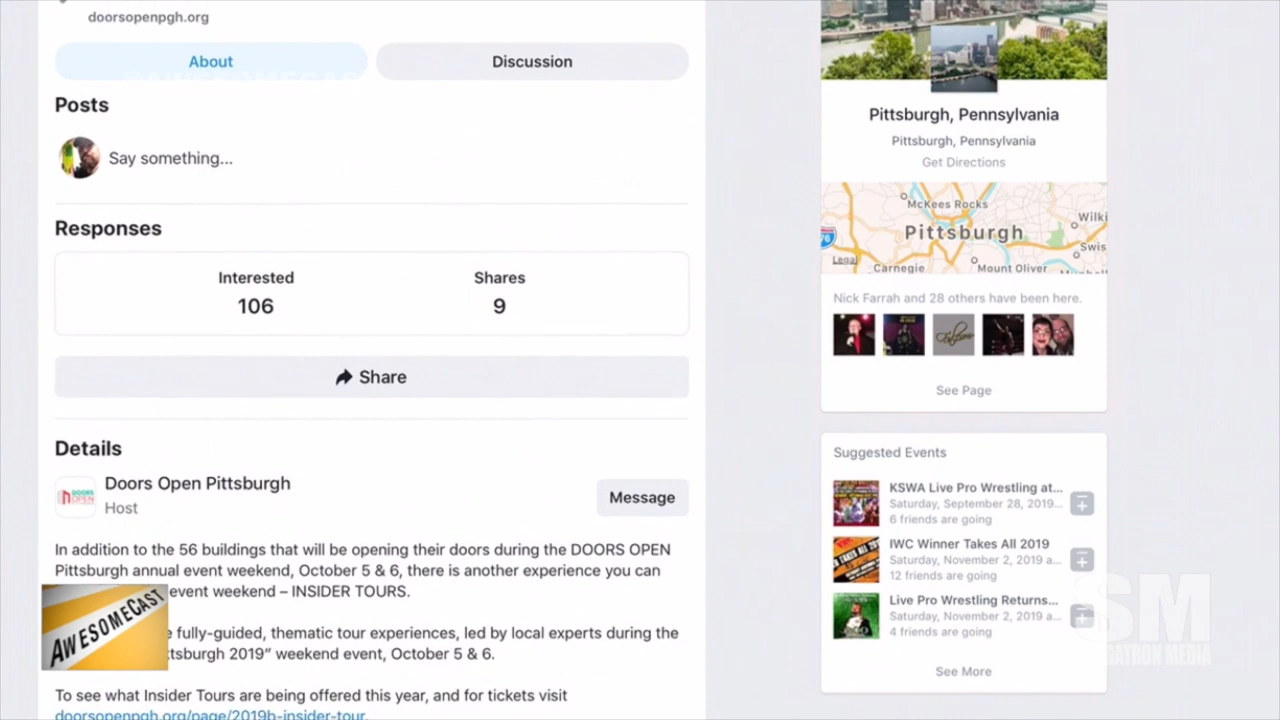 doorsopenpgh.org
About
Discussion
Posts
Say something...
Responses
Interested
106
Shares
9
Share
Details
Doors Open Pittsburgh
Host
Message
In addition to the 56 buildings that will be opening their doors during the DOORS OPEN
Pittsburgh annual event weekend, October 5 & 6, there is another experience you can
event weekend – INSIDER TOURS.
fully-guided, thematic tour experiences, led by local experts during the
2019” weekend event, October 5 & 6.
To see what Insider Tours are being offered this year, and for tickets visit
doorsopenpgh.org/page/2019b-insider-tour.
AWESOMECAST
Pittsburgh, Pennsylvania
Pittsburgh, Pennsylvania
Get Directions
McKees Rocks
Pittsburgh
76
Legal
Carnegie
Mount Oliver
Nick Farrah and 28 others have been here.
See Page
Suggested Events
KSWA Live Pro Wrestling at...
Saturday, September 28, 2019...
6 friends are going
IWC Winner Takes All 2019
Saturday, November 2, 2019 a...
12 friends are going
Live Pro Wrestling Returns...
Saturday, November 2, 2019 a...
4 friends are going
See More
SM